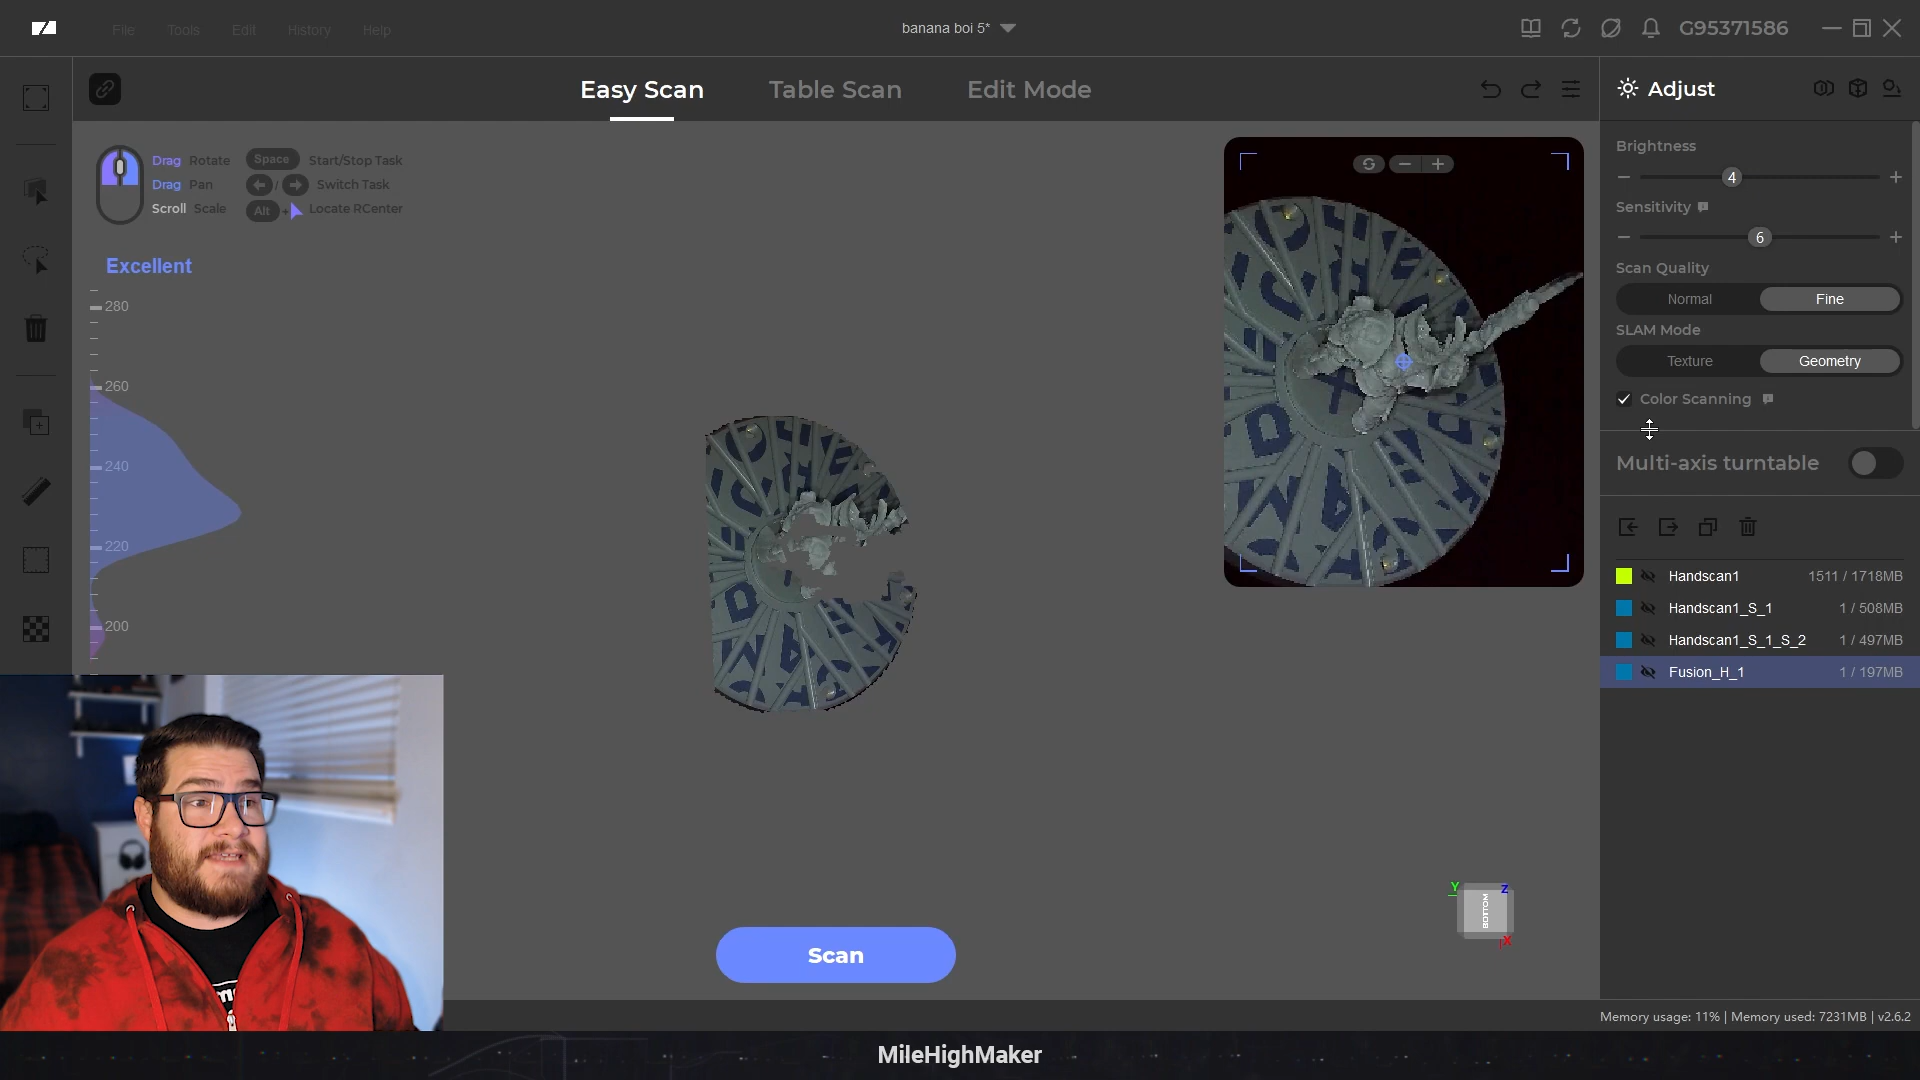 File Tools Edit History Help
banana boi 5*
G95371586
Easy Scan Table Scan Edit Mode
Adjust
Drag Rotate Space Start/Stop Task
Drag Pan / Switch Task
Scroll Scale Alt + Locate RCenter
Excellent
280
260
240
220
200
Brightness
4
Sensitivity
6
Scan Quality
Normal Fine
SLAM Mode
Texture Geometry
Color Scanning
Multi-axis turntable
Handscan1 1511 / 1718MB
Handscan1_S_1 1 / 508MB
Handscan1_S_1_S_2 1 / 497MB
Fusion_H_1 1 / 197MB
Y Z
BOTTOM
X
Scan
Memory usage: 11% | Memory used: 7231MB | v2.6.2
MileHighMaker